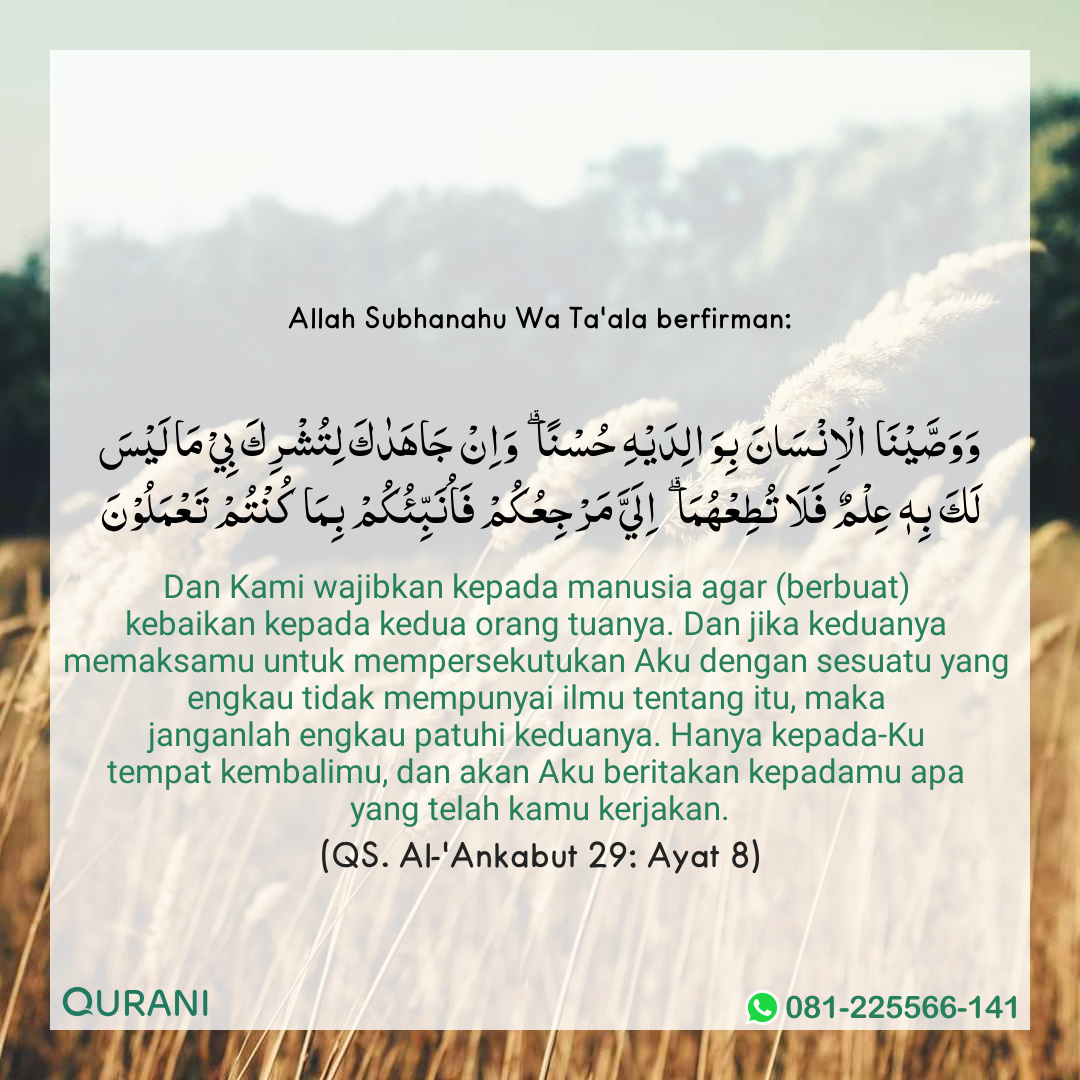 Allah Subhanahu Wa Ta'ala berfirman:
وَوَصَّيْنَا الْاِنْسَانَ بِوَالِدَيْهِ حُسْنًا ۗ وَاِنْ جَاهَدٰكَ لِتُشْرِكَ بِيْ مَا لَيْسَ
لَكَ بِهٖ عِلْمٌ فَلَا تُطِعْهُمَا ۗ اِلَيَّ مَرْجِعُكُمْ فَاُنَبِّئُكُمْ بِمَا كُنْتُمْ تَعْمَلُوْنَ
Dan Kami wajibkan kepada manusia agar (berbuat)
kebaikan kepada kedua orang tuanya. Dan jika keduanya
memaksamu untuk mempersekutukan Aku dengan sesuatu yang
engkau tidak mempunyai ilmu tentang itu, maka
janganlah engkau patuhi keduanya. Hanya kepada-Ku
tempat kembalimu, dan akan Aku beritakan kepadamu apa
yang telah kamu kerjakan.
(QS. Al-'Ankabut 29: Ayat 8)
QURANI
081-225566-141